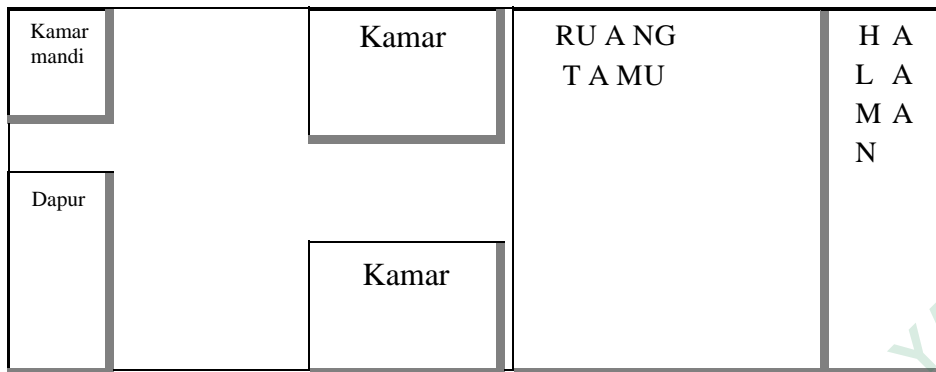 Kamar
mandi
Kamar
RU A NG
T A MU
H A
L A
M A
N
Dapur
Kamar